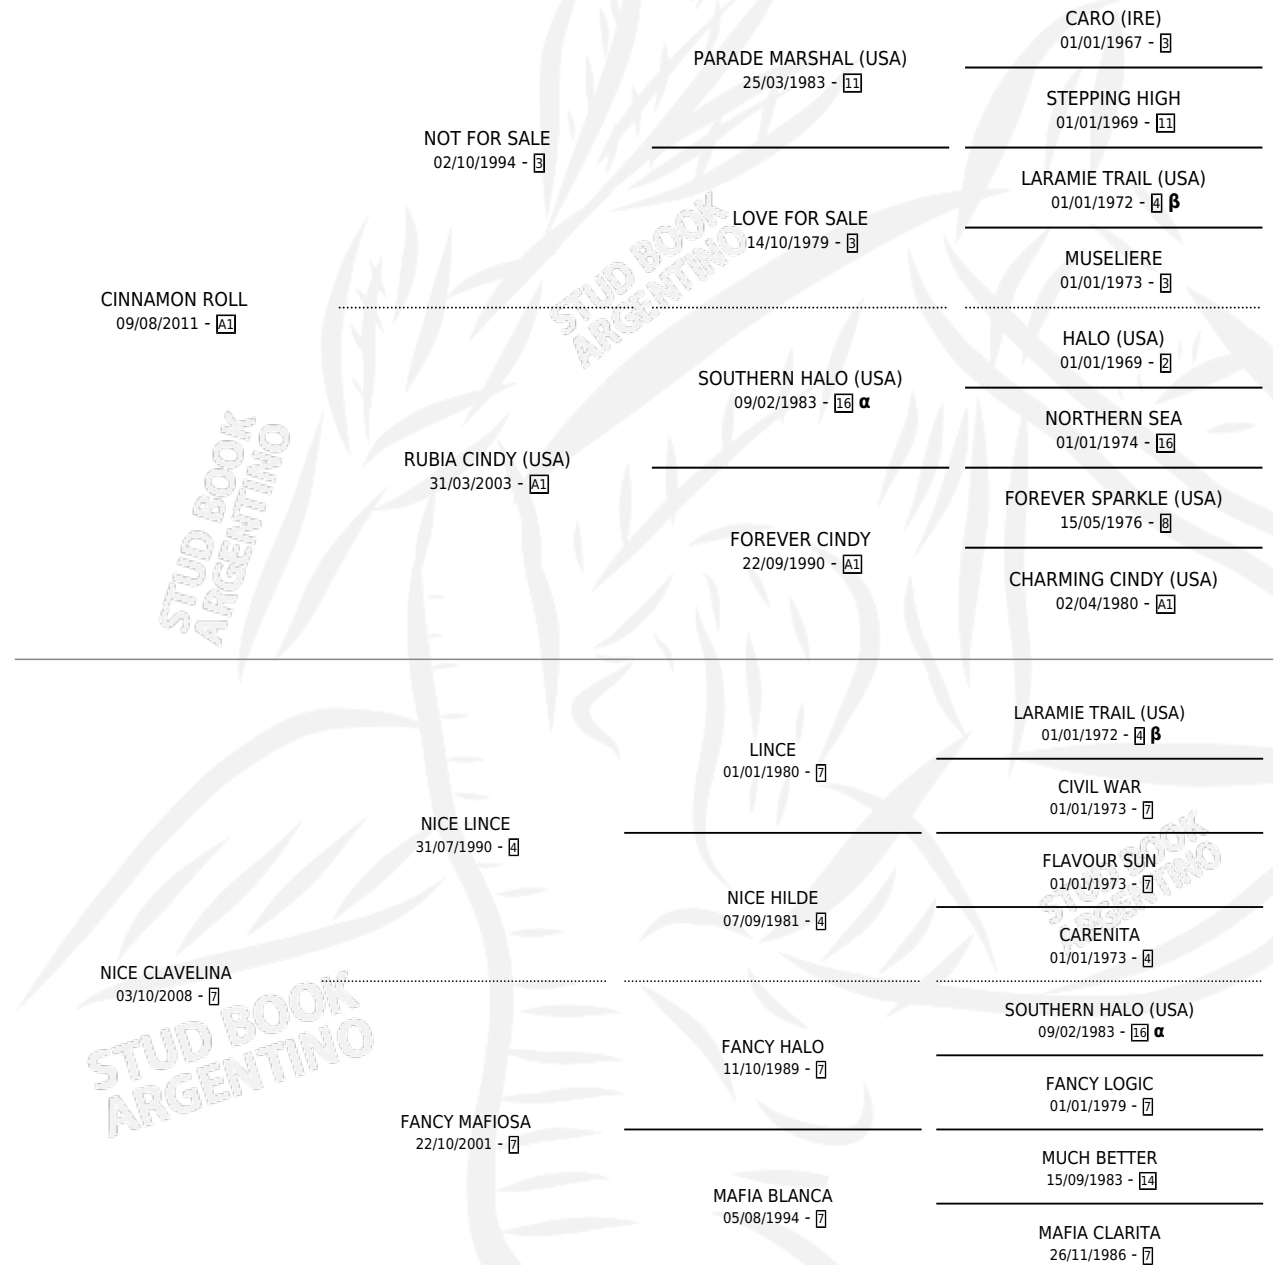 CINNAMON ROLL
09/08/2011 - A1
NOT FOR SALE
02/10/1994 - 3
RUBIA CINDY (USA)
31/03/2003 - A1
PARADE MARSHAL (USA)
25/03/1983 - 11
LOVE FOR SALE
14/10/1979 - 3
SOUTHERN HALO (USA)
09/02/1983 - 16 α
FOREVER CINDY
22/09/1990 - A1
CARO (IRE)
01/01/1967 - 3
STEPPING HIGH
01/01/1969 - 11
LARAMIE TRAIL (USA)
01/01/1972 - 4 β
MUSELIERE
01/01/1973 - 3
HALO (USA)
01/01/1969 - 2
NORTHERN SEA
01/01/1974 - 16
FOREVER SPARKLE (USA)
15/05/1976 - 8
CHARMING CINDY (USA)
02/04/1980 - A1
NICE CLAVELINA
03/10/2008 - 7
NICE LINCE
31/07/1990 - 4
FANCY MAFIOSA
22/10/2001 - 7
LINCE
01/01/1980 - 7
NICE HILDE
07/09/1981 - 4
FANCY HALO
11/10/1989 - 7
MAFIA BLANCA
05/08/1994 - 7
LARAMIE TRAIL (USA)
01/01/1972 - 4 β
CIVIL WAR
01/01/1973 - 7
FLAVOUR SUN
01/01/1973 - 7
CARENITA
01/01/1973 - 4
SOUTHERN HALO (USA)
09/02/1983 - 16 α
FANCY LOGIC
01/01/1979 - 7
MUCH BETTER
15/09/1983 - 14
MAFIA CLARITA
26/11/1986 - 7
STUD BOOK
ARGENTINO
STUD BOOK
ARGENTINO
STUD BOOK
ARGENTINO
STUD BOOK
ARGENTINO